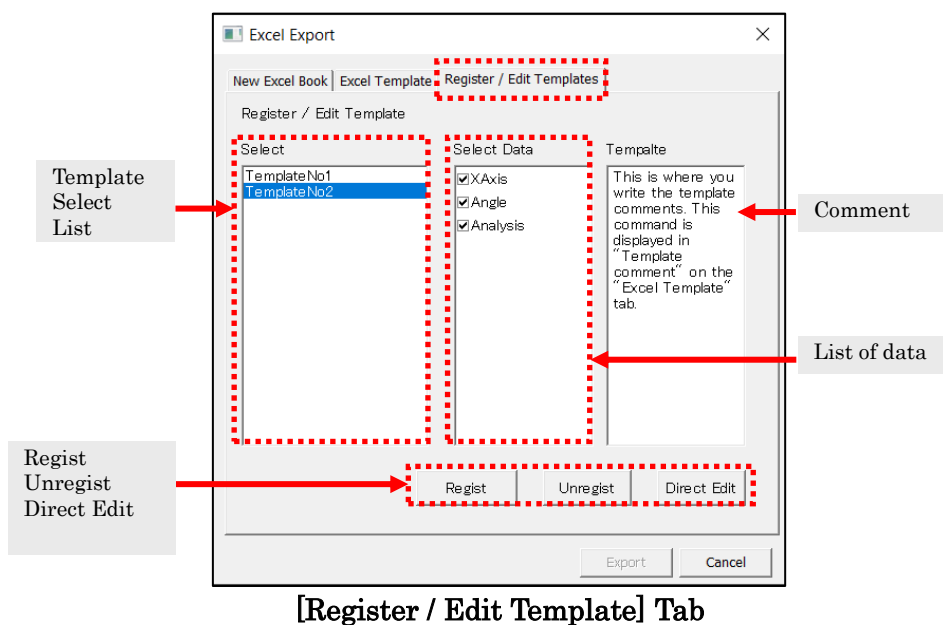 Excel Export
New Excel Book
Excel Template
Register / Edit Templates
Register / Edit Template
Select
TemplateNo1
TemplateNo2
Select Data
XAxis
Angle
Analysis
Tempalte
This is where you
write the template
comments. This
command is
displayed in
"Template
comment" on the
"Excel Template"
tab.
Template
Select
List
Comment
List of data
Regist
Unregist
Direct Edit
Regist
Unregist
Direct Edit
Export
Cancel
[Register / Edit Template] Tab